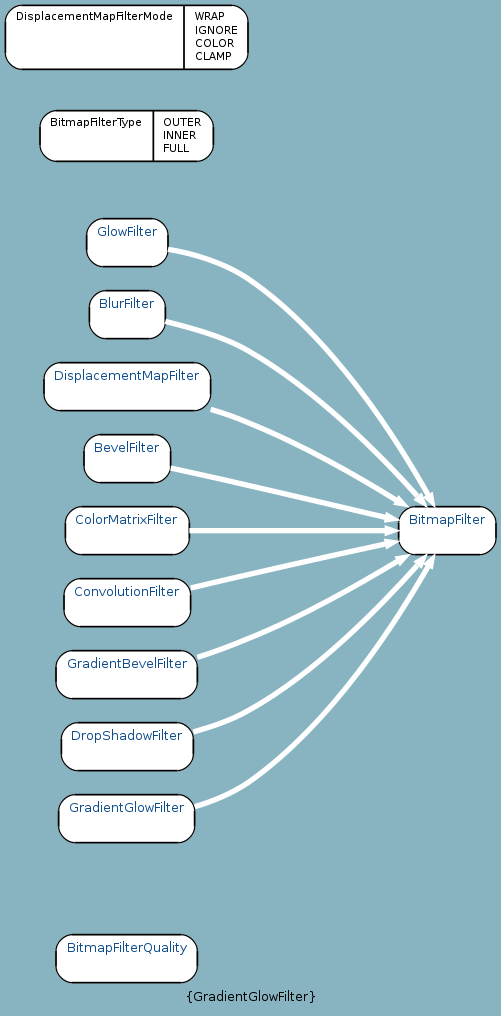 DisplacementMapFilterMode
WRAP
IGNORE
COLOR
CLAMP
BitmapFilterType
OUTER
INNER
FULL
GlowFilter
BlurFilter
DisplacementMapFilter
BevelFilter
ColorMatrixFilter
BitmapFilter
ConvolutionFilter
GradientBevelFilter
DropShadowFilter
GradientGlowFilter
BitmapFilterQuality
{GradientGlowFilter}